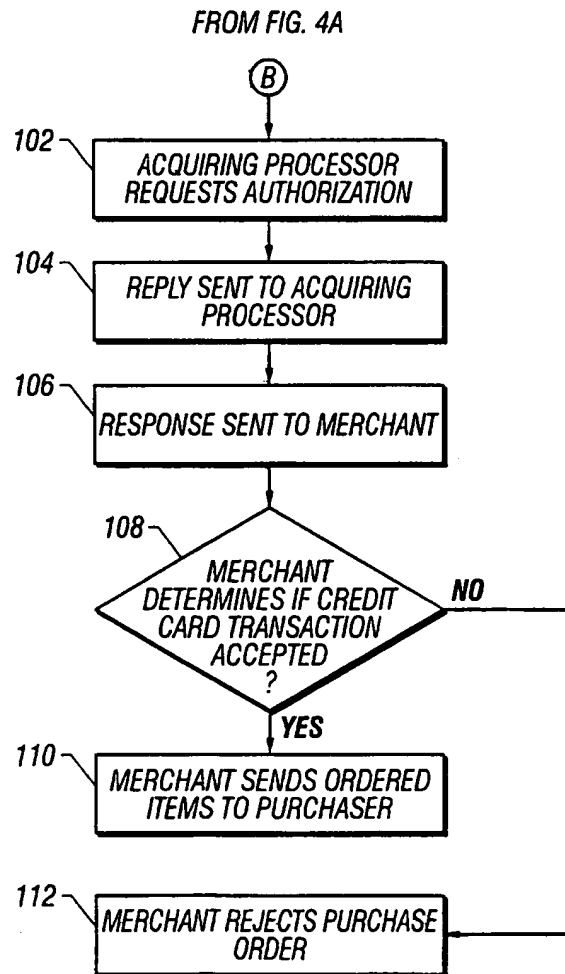 FROM FIG. 4A
B
102
ACQUIRING PROCESSOR
REQUESTS AUTHORIZATION
104
REPLY SENT TO ACQUIRING
PROCESSOR
106
RESPONSE SENT TO MERCHANT
108
MERCHANT
DETERMINES IF CREDIT
CARD TRANSACTION
ACCEPTED
?
NO
YES
110
MERCHANT SENDS ORDERED
ITEMS TO PURCHASER
112
MERCHANT REJECTS PURCHASE
ORDER